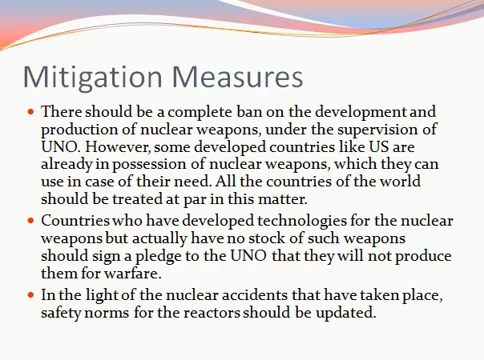 Mitigation Measures
• There should be a complete ban on the development and
production of nuclear weapons, under the supervision of
UNO. However, some developed countries like US are
already in possession of nuclear weapons, which they can
use in case of their need. All the countries of the world
should be treated at par in this matter.
• Countries who have developed technologies for the nuclear
weapons but actually have no stock of such weapons
should sign a pledge to the UNO that they will not produce
them for warfare.
• In the light of the nuclear accidents that have taken place,
safety norms for the reactors should be updated.